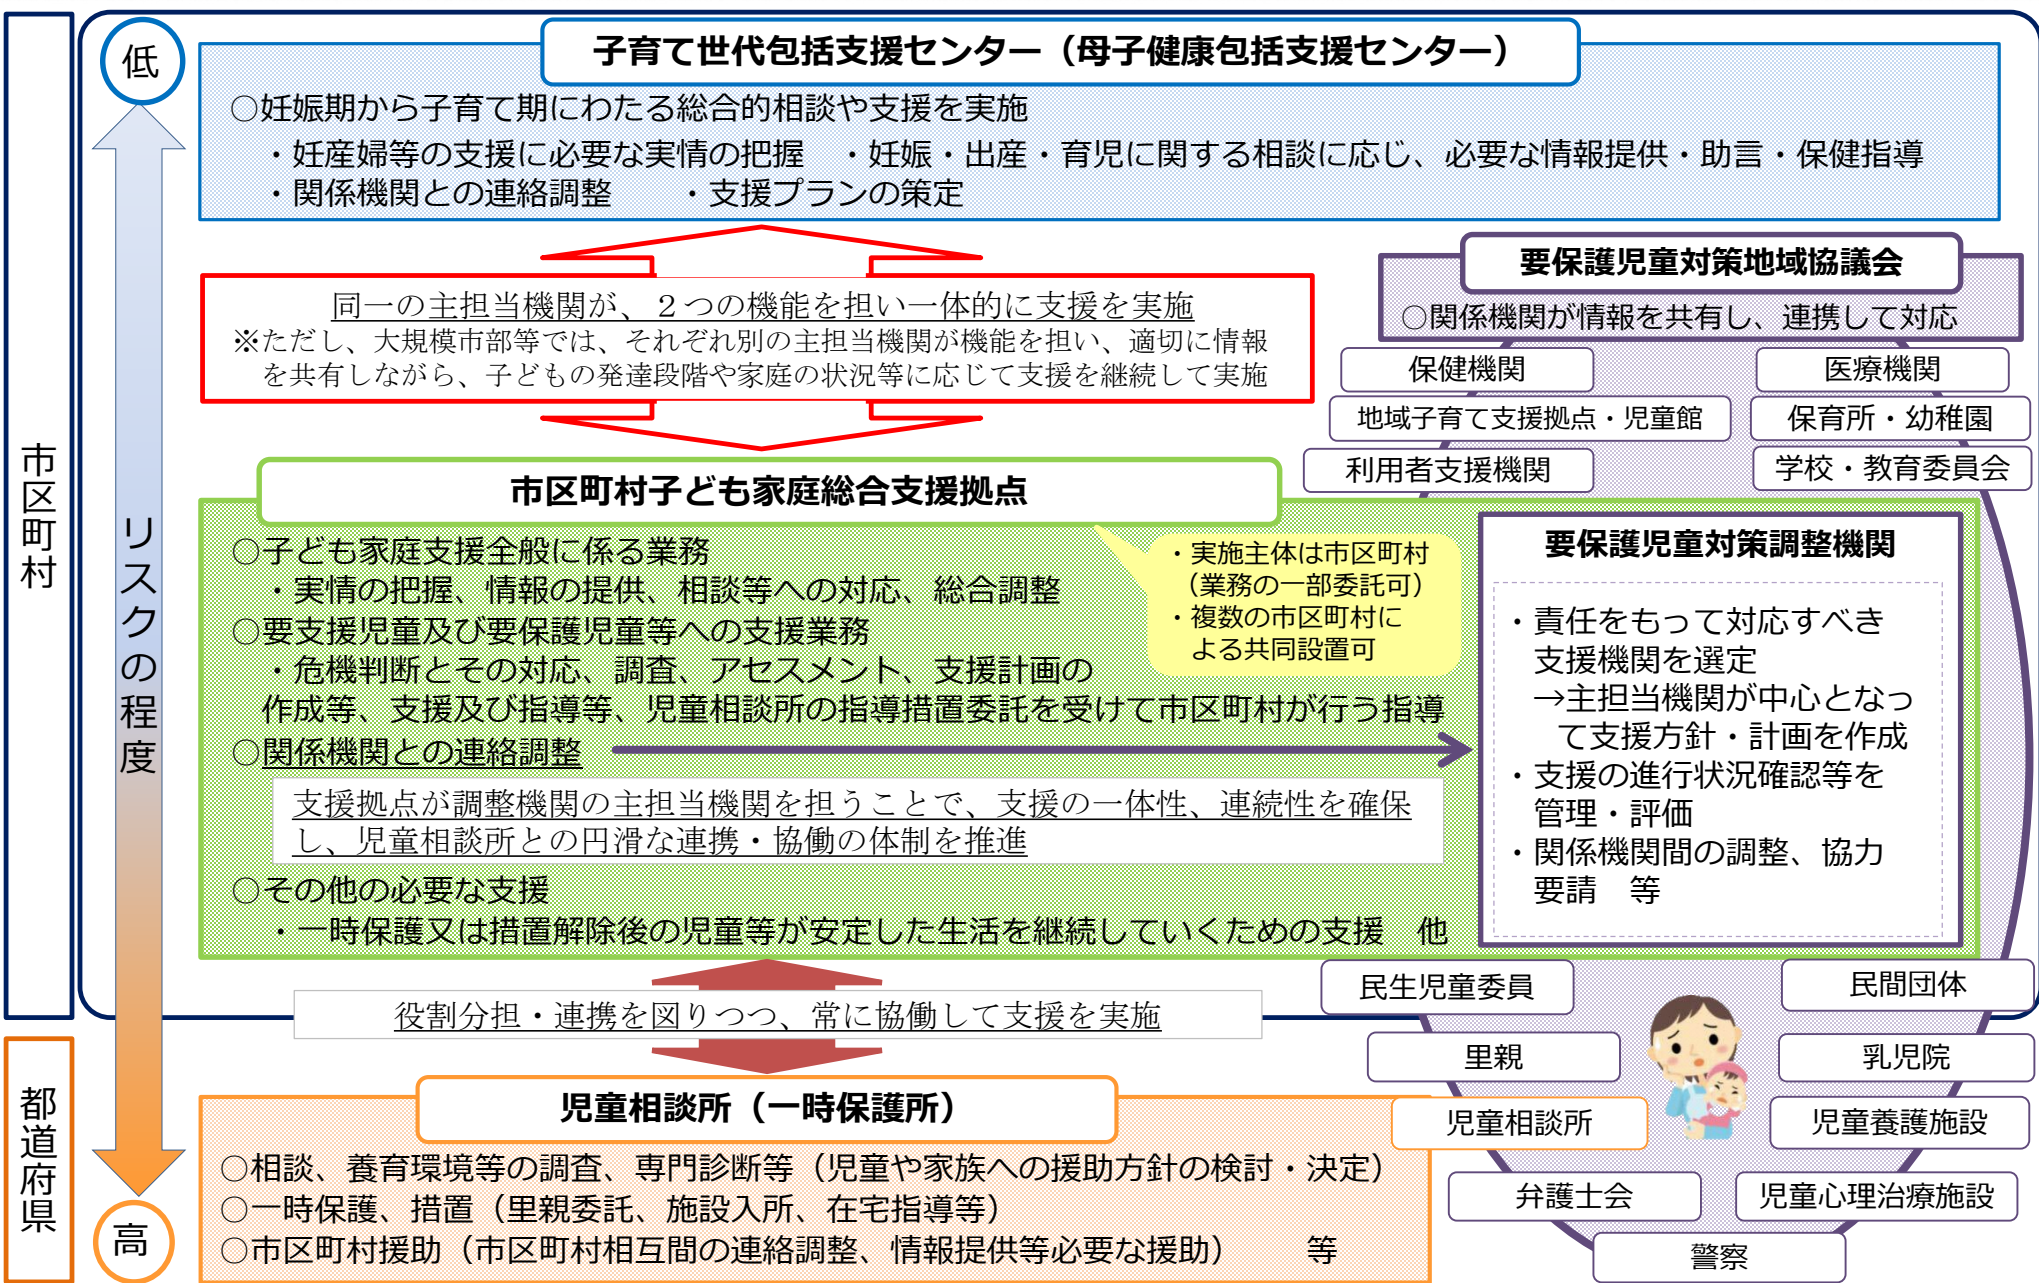 市区町村
都道府県
低
リスクの程度
高
子育て世代包括支援センター（母子健康包括支援センター）
○妊娠期から子育て期にわたる総合的相談や支援を実施
・妊産婦等の支援に必要な実情の把握　・妊娠・出産・育児に関する相談に応じ、必要な情報提供・助言・保健指導
・関係機関との連絡調整　　・支援プランの策定
同一の主担当機関が、２つの機能を担い一体的に支援を実施
※ただし、大規模市部等では、それぞれ別の主担当機関が機能を担い、適切に情報
を共有しながら、子どもの発達段階や家庭の状況等に応じて支援を継続して実施
市区町村子ども家庭総合支援拠点
○子ども家庭支援全般に係る業務
・実情の把握、情報の提供、相談等への対応、総合調整
○要支援児童及び要保護児童等への支援業務
・危機判断とその対応、調査、アセスメント、支援計画の
作成等、支援及び指導等、児童相談所の指導措置委託を受けて市区町村が行う指導
○関係機関との連絡調整
支援拠点が調整機関の主担当機関を担うことで、支援の一体性、連続性を確保
し、児童相談所との円滑な連携・協働の体制を推進
○その他の必要な支援
・一時保護又は措置解除後の児童等が安定した生活を継続していくための支援　他
・実施主体は市区町村
（業務の一部委託可）
・複数の市区町村に
よる共同設置可
役割分担・連携を図りつつ、常に協働して支援を実施
児童相談所（一時保護所）
○相談、養育環境等の調査、専門診断等（児童や家族への援助方針の検討・決定）
○一時保護、措置（里親委託、施設入所、在宅指導等）
○市区町村援助（市区町村相互間の連絡調整、情報提供等必要な援助）　　等
要保護児童対策地域協議会
○関係機関が情報を共有し、連携して対応
保健機関
医療機関
地域子育て支援拠点・児童館
保育所・幼稚園
利用者支援機関
学校・教育委員会
要保護児童対策調整機関
・責任をもって対応すべき
支援機関を選定
→主担当機関が中心となっ
て支援方針・計画を作成
・支援の進行状況確認等を
管理・評価
・関係機関間の調整、協力
要請　等
民生児童委員
民間団体
里親
乳児院
児童相談所
児童養護施設
弁護士会
児童心理治療施設
警察